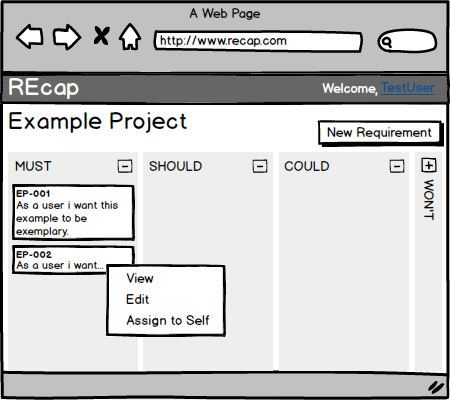 A Web Page
http://www.recap.com
REcap
Welcome, TestUser
Example Project
New Requirement
MUST
SHOULD
COULD
WON'T
EP-001
As a user i want this
example to be
exemplary.
EP-002
As a user i want...
View
Edit
Assign to Self